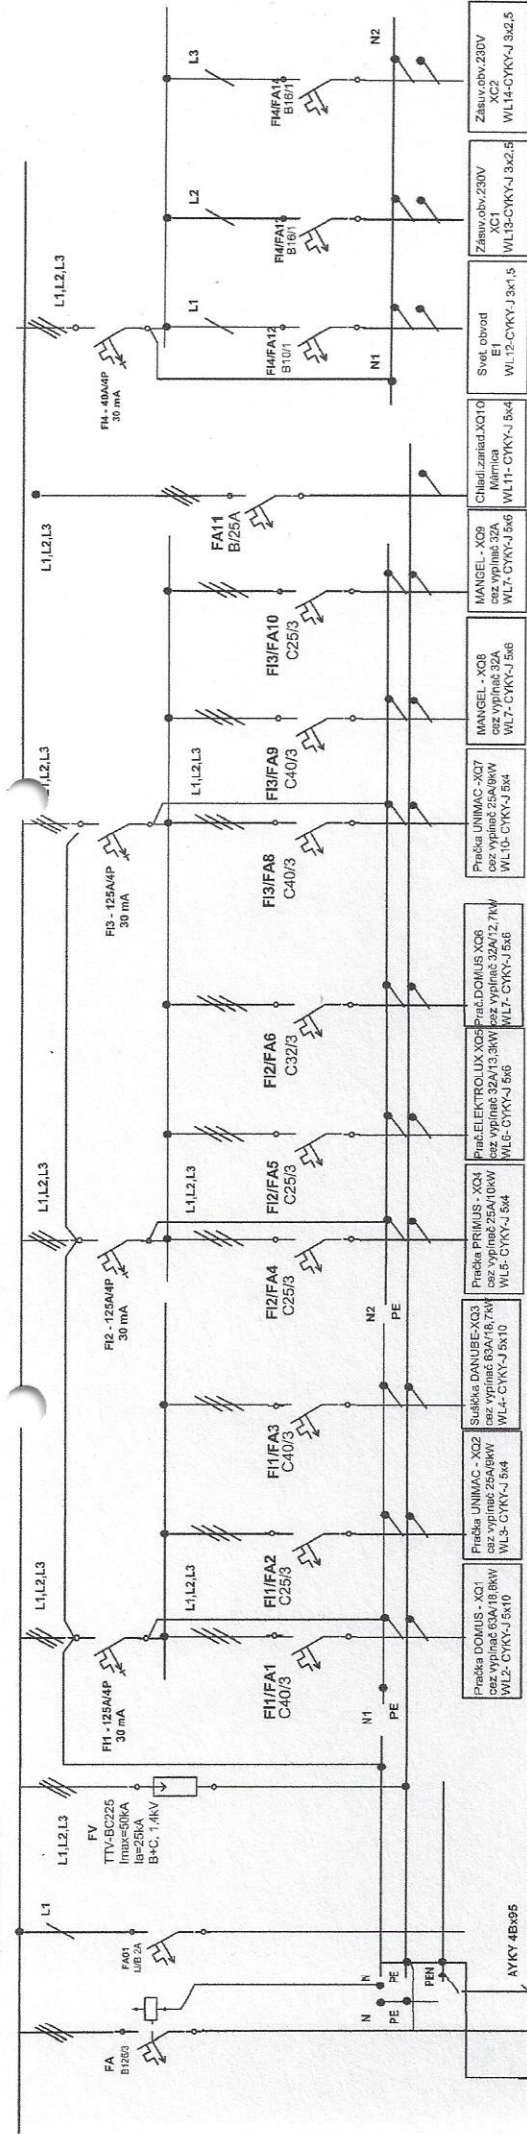 FA
B125/3
FA01
L1
L1,L2,L3
FV
TTV-BC225
Imax=50kA
Ia=25kA
B+C, 1,4kV
N
PE
N
PE
PEN
AYKY 4Bx95
L1,L2,L3
FI1 - 125A/4P
30 mA
L1,L2,L3
FI1/FA1
C40/3
FI1/FA2
C25/3
FI1/FA3
C40/3
N1
PE
L1,L2,L3
FI2 - 125A/4P
30 mA
L1,L2,L3
FI2/FA4
C25/3
FI2/FA5
C25/3
FI2/FA6
C32/3
N2
PE
L1,L2,L3
FI3 - 125A/4P
30 mA
L1,L2,L3
FI3/FA8
C40/3
FI3/FA9
C40/3
FI3/FA10
C25/3
L1,L2,L3
FA11
B/25A
L1,L2,L3
FI4 - 40A/4P
30 mA
L1
FI4/FA12
B10/1
L2
FI4/FA13
B16/1
L3
FI4/FA14
B16/1
N1
N2
Pračka DOMUS - XQ1
cez vypínač 63A/18,8kW
WL2- CYKY-J 5x10
Pračka UNIMAC - XQ2
cez vypínač 25A/9kW
WL3- CYKY-J 5x4
Sušička DANUBE-XQ3
cez vypínač 63A/18,7kW
WL4- CYKY-J 5x10
Pračka PRIMUS - XQ4
cez vypínač 25A/10kW
WL5- CYKY-J 5x4
Prač.ELEKTROLUX XQ5
cez vypínač 32A/13,3kW
WL6- CYKY-J 5x6
Prač.DOMUS XQ6
cez vypínač 32A/12,7kW
WL7- CYKY-J 5x6
Pračka UNIMAC -XQ7
cez vypínač 25A/9kW
WL10- CYKY-J 5x4
MANGEL - XQ8
cez vypínač 32A
WL7- CYKY-J 5x6
MANGEL - XQ9
cez vypínač 32A
WL7- CYKY-J 5x6
Chladi.zariad.XQ10
WL11- CYKY-J 5x4
Svet. obvod
E1
WL12-CYKY-J 3x1,5
Zásuv.obv.230V
XC1
WL13-CYKY-J 3x2,5
Zásuv.obv.230V
XC2
WL14-CYKY-J 3x2,5